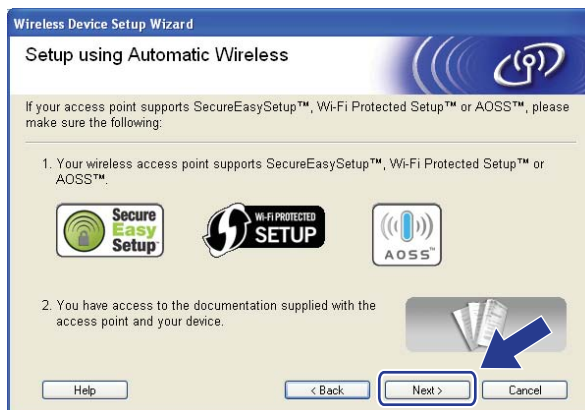 Wireless Device Setup Wizard
Setup using Automatic Wireless
If your access point supports SecureEasySetup™, Wi-Fi Protected Setup™ or AOSS™, please
make sure the following:
1. Your wireless access point supports SecureEasySetup™, Wi-Fi Protected Setup™ or
AOSS™.
Secure
Easy
Setup™
WI-FI PROTECTED
SETUP
AOSS™
2. You have access to the documentation supplied with the
access point and your device.
Help
< Back
Next >
Cancel